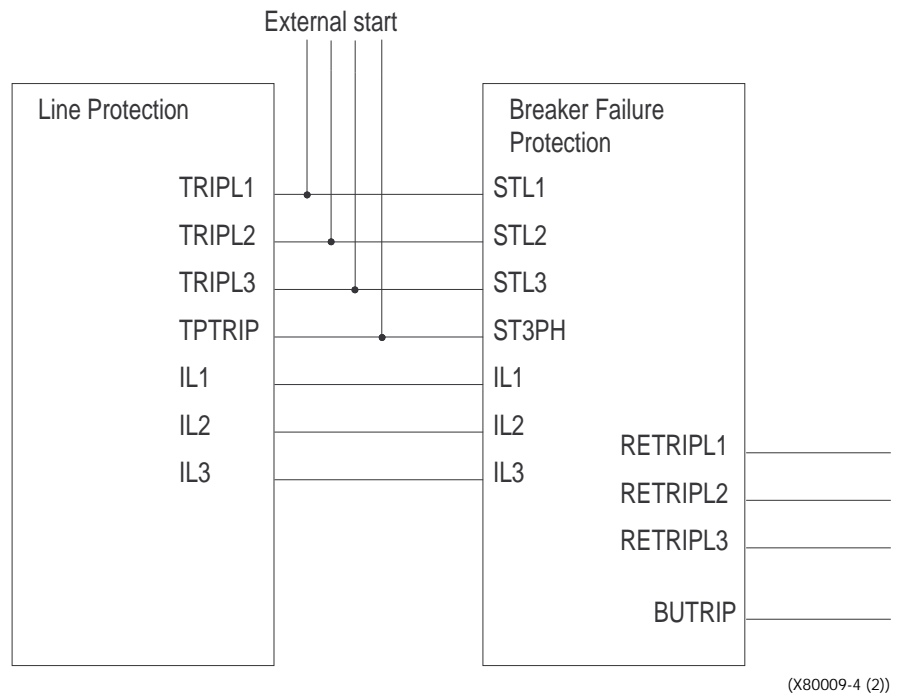 External start
Line Protection
Breaker Failure
Protection
TRIPL1
STL1
TRIPL2
STL2
TRIPL3
STL3
TPTRIP
ST3PH
IL1
IL1
IL2
IL2
IL3
IL3
RETRIPL1
RETRIPL2
RETRIPL3
BUTRIP
(X80009-4 (2))